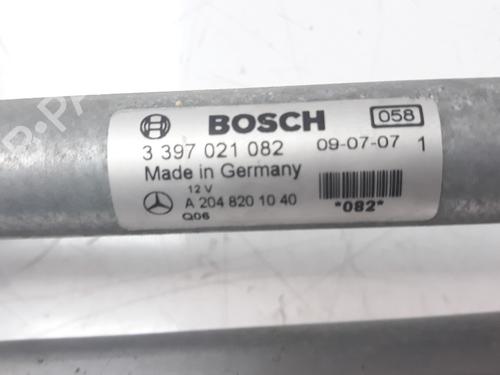 BOSCH 058
3 397 021 082 09-07-07 1
Made in Germany
12 V
A 204 820 10 40
Q06
*082*